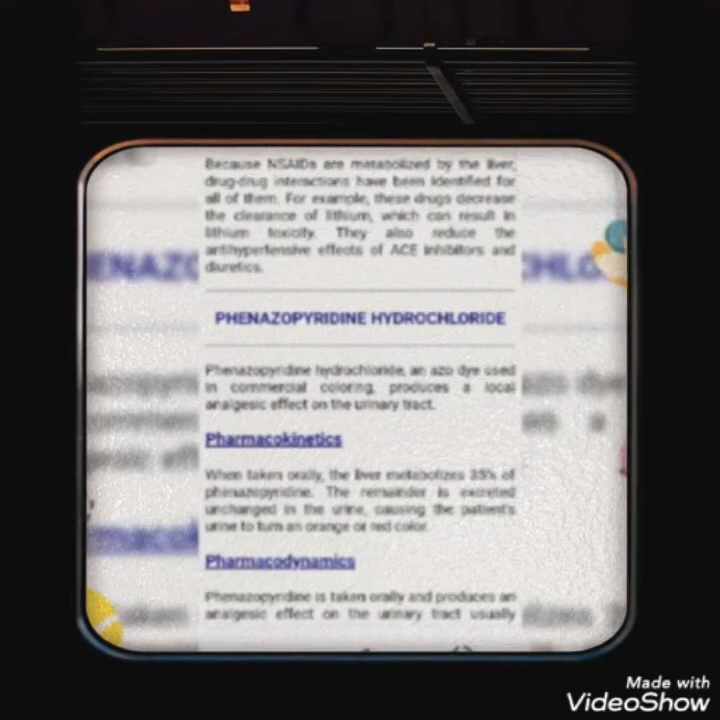 Because NSAIDs are metabolized by the liver,
drug-drug interactions have been identified for
all of them. For example, these drugs decrease
the clearance of lithium, which can result in
lithium toxicity. They also reduce the
antihypertensive effects of ACE inhibitors and
diuretics.
PHENAZOPYRIDINE HYDROCHLORIDE
Phenazopyridine hydrochloride, an azo dye used
in commercial coloring, produces a local
analgesic effect on the urinary tract.
Pharmacokinetics
When taken orally, the liver metabolizes 35% of
phenazopyridine. The remainder is excreted
unchanged in the urine, causing the patient's
urine to turn an orange or red color.
Pharmacodynamics
Phenazopyridine is taken orally and produces an
analgesic effect on the urinary tract usually
Made with
VideoShow